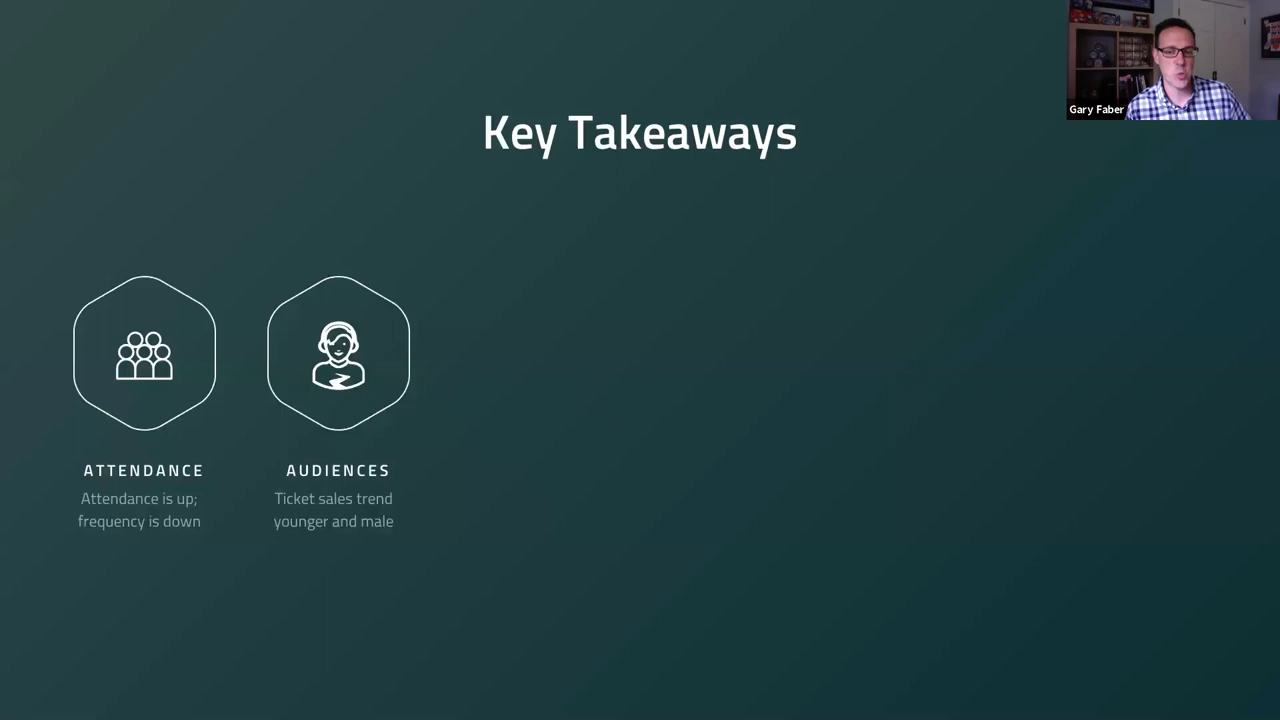 Gary Faber
Key Takeaways
ATTENDANCE
Attendance is up;
frequency is down
AUDIENCES
Ticket sales trend
younger and male